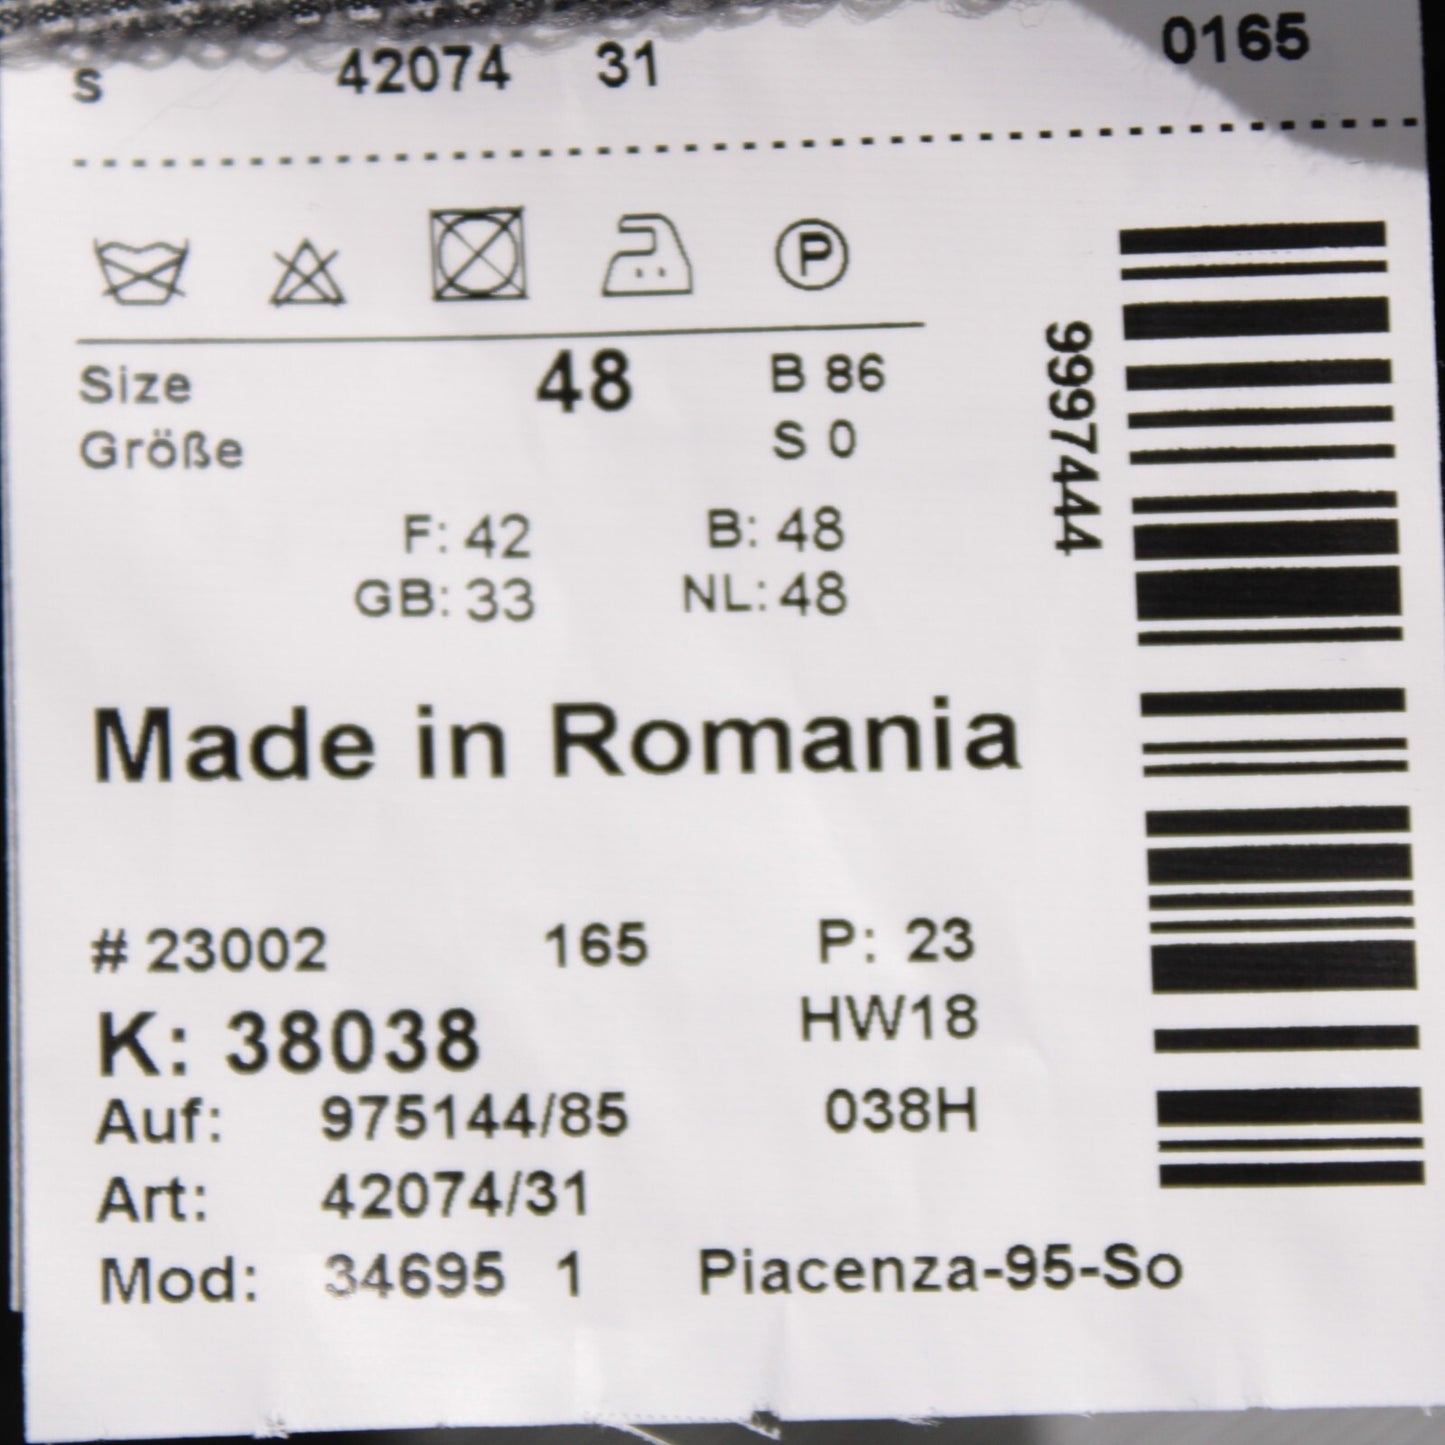 S 42074 31 0165
P
Size 48 B 86
Größe S 0
F: 42 B: 48
GB: 33 NL: 48
9997444
Made in Romania
# 23002 165 P: 23
K: 38038 HW18
Auf: 975144/85 038H
Art: 42074/31
Mod: 34695 1 Piacenza-95-So